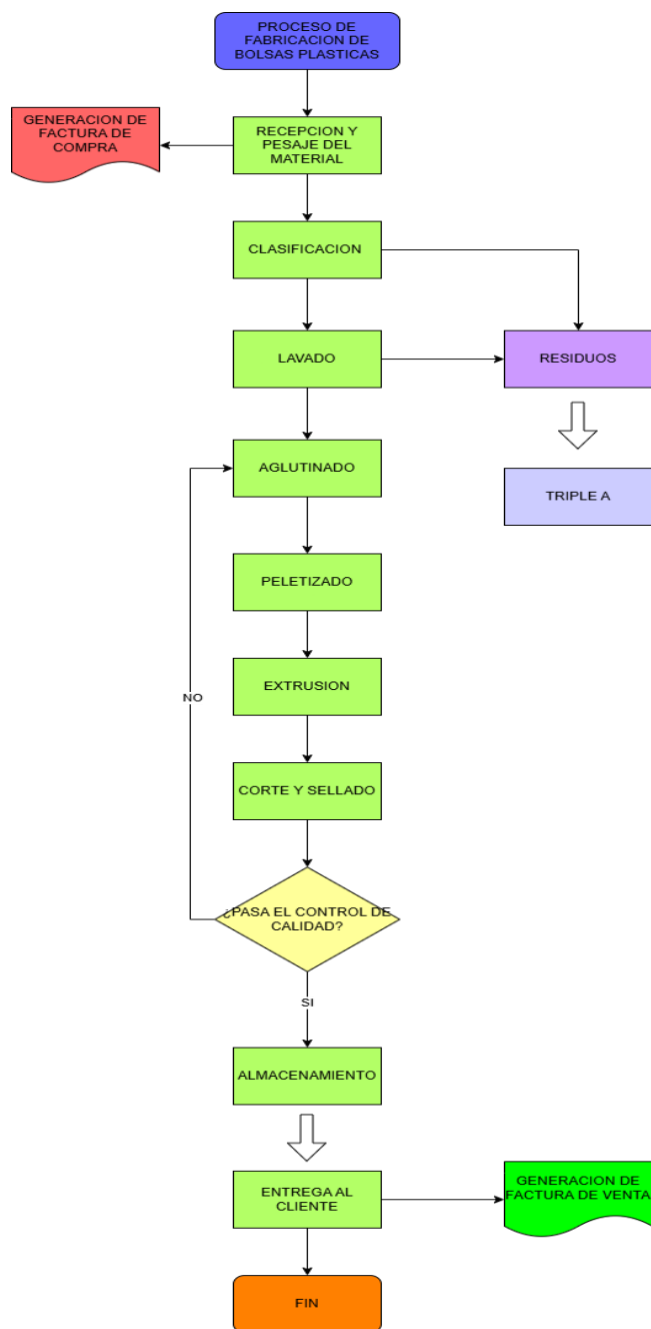 PROCESO DE
FABRICACION DE
BOLSAS PLASTICAS
GENERACION DE
FACTURA DE
COMPRA
RECEPCION Y
PESAJE DEL
MATERIAL
CLASIFICACION
LAVADO
RESIDUOS
AGLUTINADO
TRIPLE A
PELETIZADO
EXTRUSION
NO
CORTE Y SELLADO
¿PASA EL CONTROL DE
CALIDAD?
SI
ALMACENAMIENTO
ENTREGA AL
CLIENTE
GENERACION DE
FACTURA DE VENTA
FIN